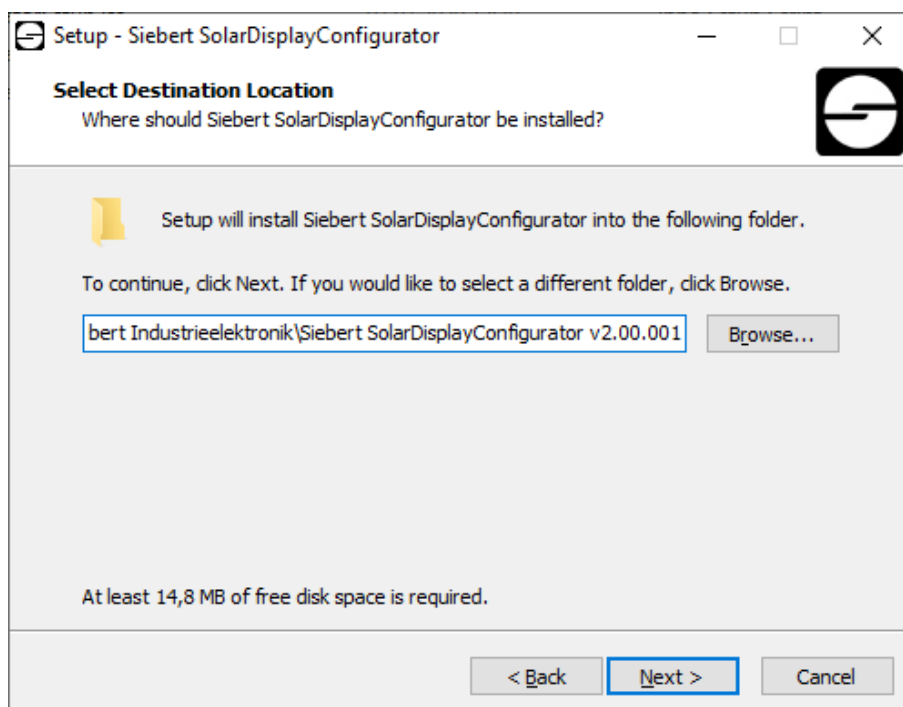 Setup - Siebert SolarDisplayConfigurator
Select Destination Location
Where should Siebert SolarDisplayConfigurator be installed?
Setup will install Siebert SolarDisplayConfigurator into the following folder.
To continue, click Next. If you would like to select a different folder, click Browse.
bert Industrieelektronik\Siebert SolarDisplayConfigurator v2.00.001
Browse...
At least 14,8 MB of free disk space is required.
< Back
Next >
Cancel